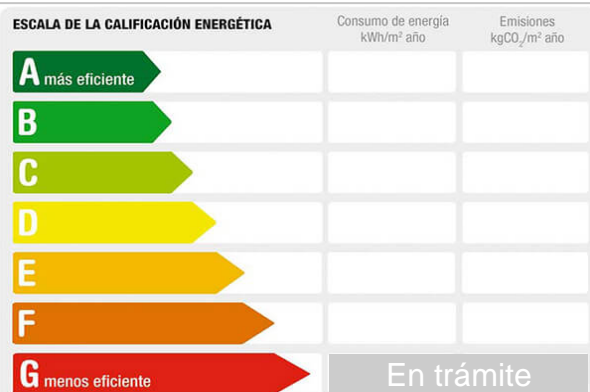 ESCALA DE LA CALIFICACIÓN ENERGÉTICA
Consumo de energía
kWh/m² año
Emisiones
kgCO₂/m² año
A más eficiente
B
C
D
E
F
G menos eficiente
En trámite